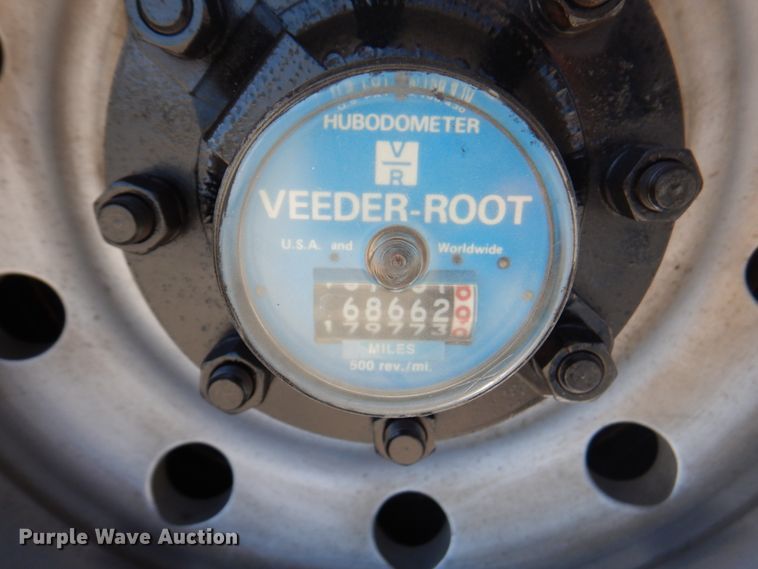 HUBODOMETER
V
R
VEEDER-ROOT
U.S.A. and Worldwide
68662
MILES
500 rev./mi.
Purple Wave Auction